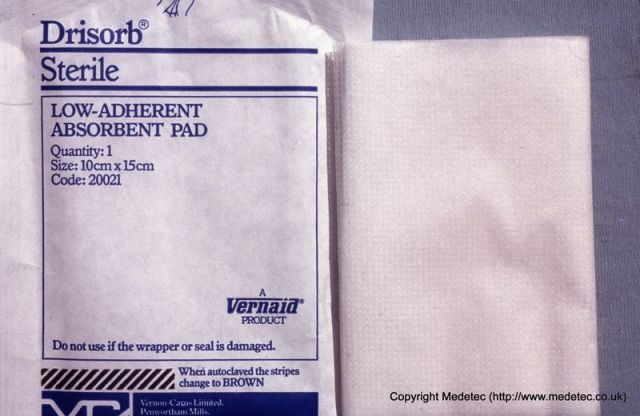 Drisorb®
Sterile
LOW-ADHERENT
ABSORBENT PAD
Quantity: 1
Size: 10cm x 15cm
Code: 20021
A
Vernaid®
PRODUCT
Do not use if the wrapper or seal is damaged.
When autoclaved the stripes
change to BROWN
Vernon-Carus Limited,
Penwortham Mills,
Copyright Medetec (http://www.medetec.co.uk)